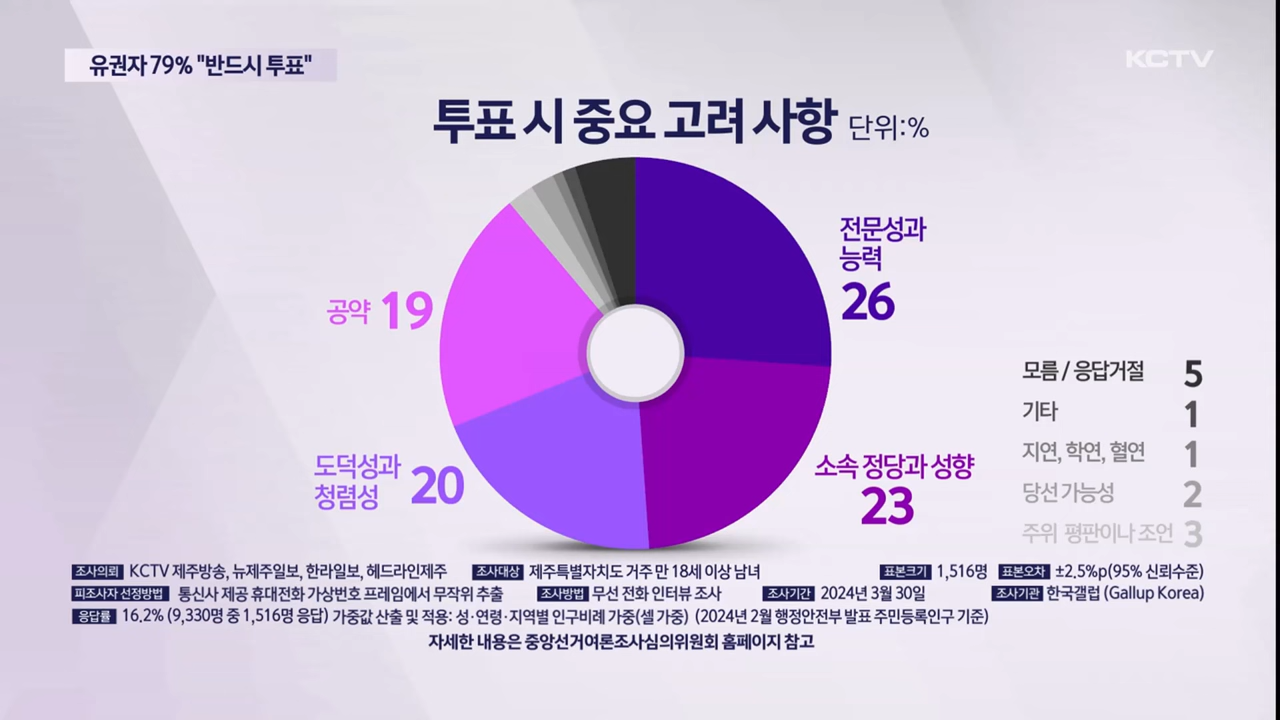 유권자 79% "반드시 투표"
KCTV
투표 시 중요 고려 사항 단위:%
전문성과
능력
26
공약 19
모름 / 응답거절 5
기타 1
지연, 학연, 혈연 1
당선 가능성 2
주위 평판이나 조언 3
도덕성과
청렴성 20
소속 정당과 성향
23
조사의뢰 KCTV 제주방송, 뉴제주일보, 한라일보, 헤드라인제주 조사대상 제주특별자치도 거주 만 18세 이상 남녀 표본크기 1,516명 표본오차 ±2.5%p(95% 신뢰수준)
피조사자 선정방법 통신사 제공 휴대전화 가상번호 프레임에서 무작위 추출 조사방법 무선 전화 인터뷰 조사 조사기간 2024년 3월 30일 조사기관 한국갤럽 (Gallup Korea)
응답률 16.2% (9,330명 중 1,516명 응답) 가중값 산출 및 적용: 성·연령·지역별 인구비례 가중(셀 가중) (2024년 2월 행정안전부 발표 주민등록인구 기준)
자세한 내용은 중앙선거여론조사심의위원회 홈페이지 참고